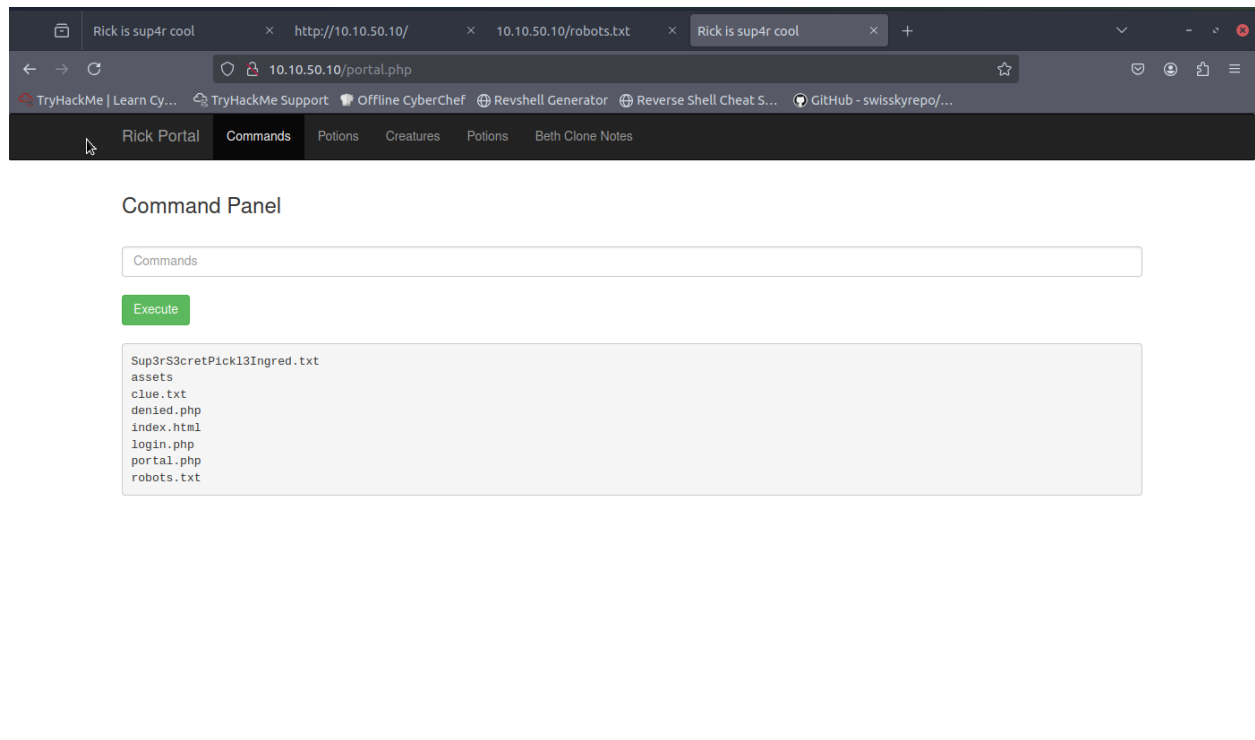 Rick is sup4r cool × http://10.10.50.10/ × 10.10.50.10/robots.txt × Rick is sup4r cool × +
10.10.50.10/portal.php
TryHackMe | Learn Cy... TryHackMe Support Offline CyberChef Revshell Generator Reverse Shell Cheat S... GitHub - swisskyrepo/...
Rick Portal Commands Potions Creatures Potions Beth Clone Notes
Command Panel
Commands
Execute
Sup3rS3cretPickl3Ingred.txt
assets
clue.txt
denied.php
index.html
login.php
portal.php
robots.txt